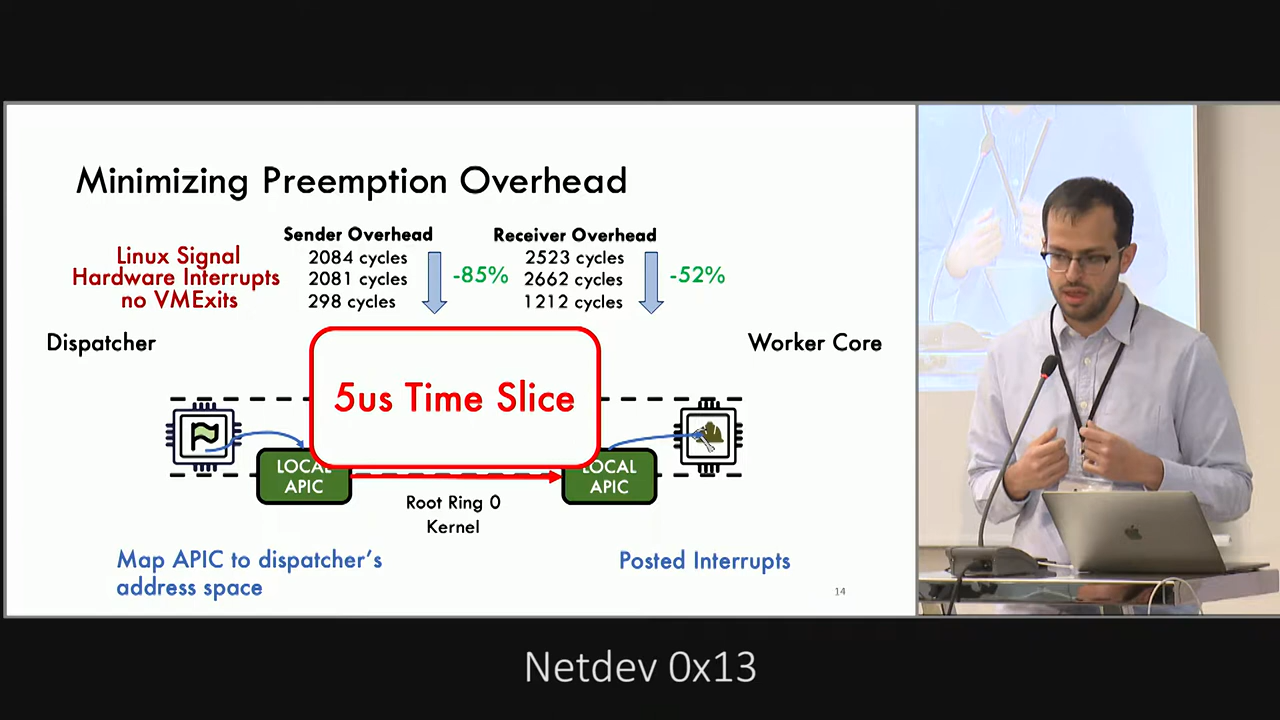 Minimizing Preemption Overhead
Sender Overhead
Receiver Overhead
Linux Signal
2084 cycles
2523 cycles
Hardware Interrupts
2081 cycles
-85%
2662 cycles
-52%
no VMExits
298 cycles
1212 cycles
Dispatcher
Worker Core
5us Time Slice
LOCAL
APIC
LOCAL
APIC
Root Ring 0
Kernel
Map APIC to dispatcher's
address space
Posted Interrupts
14
Netdev 0x13